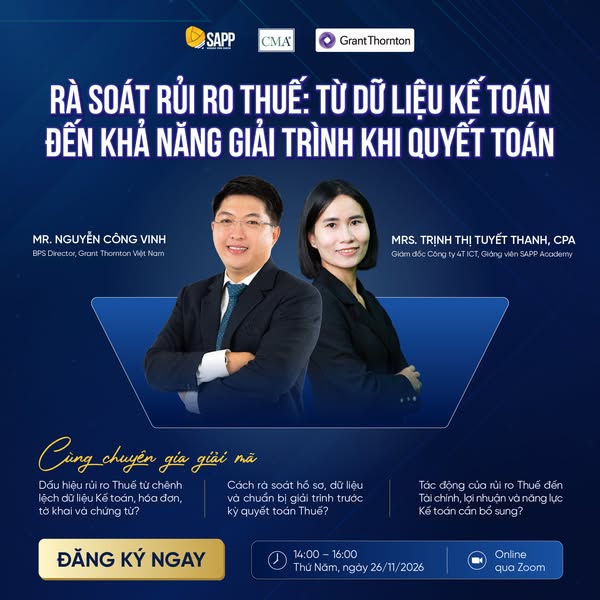 SAPP
CMA
Grant Thornton
RÀ SOÁT RỦI RO THUẾ: TỪ DỮ LIỆU KẾ TOÁN
ĐẾN KHẢ NĂNG GIẢI TRÌNH KHI QUYẾT TOÁN
MR. NGUYỄN CÔNG VINH
BPS Director, Grant Thornton Việt Nam
MRS. TRỊNH THỊ TUYẾT THANH, CPA
Giám đốc Công ty 4T ICT, Giảng viên SAPP Academy
Cùng chuyên gia giải mã
Dấu hiệu rủi ro Thuế từ chênh
lệch dữ liệu Kế toán, hóa đơn,
tờ khai và chứng từ?
Cách rà soát hồ sơ, dữ liệu
và chuẩn bị giải trình trước
kỳ quyết toán Thuế?
Tác động của rủi ro Thuế đến
Tài chính, lợi nhuận và năng lực
Kế toán cần bổ sung?
ĐĂNG KÝ NGAY
14:00 – 16:00
Thứ Năm, ngày 26/11/2026
Online
qua Zoom